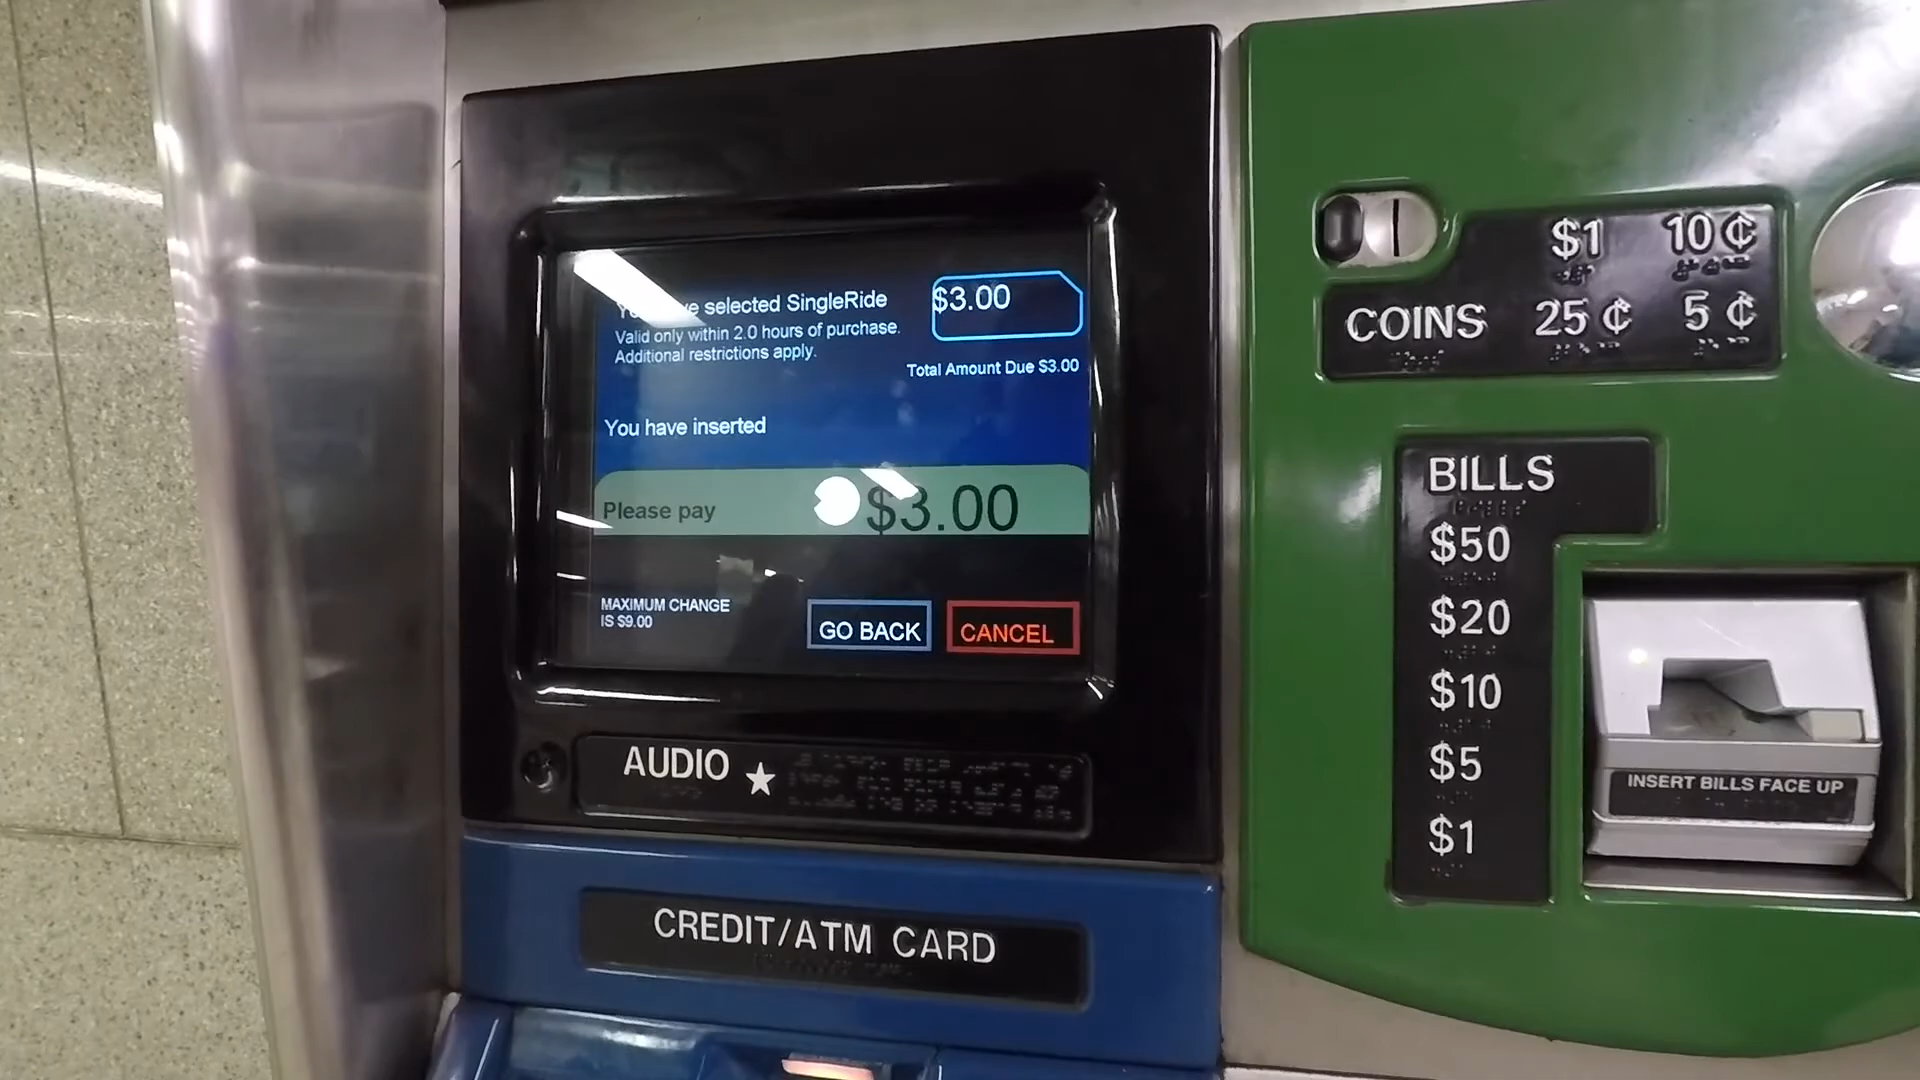 selected SingleRide
$3.00
Valid only within 2.0 hours of purchase.
Additional restrictions apply.
Total Amount Due $3.00
You have inserted
Please pay
$3.00
MAXIMUM CHANGE
IS $9.00
GO BACK
CANCEL
AUDIO
CREDIT/ATM CARD
$1 10¢
COINS 25¢ 5¢
BILLS
$50
$20
$10
$5
$1
INSERT BILLS FACE UP